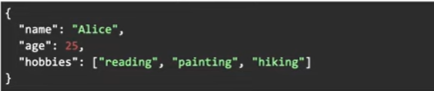 {
  "name": "Alice",
  "age": 25,
  "hobbies": ["reading", "painting", "hiking"]
}